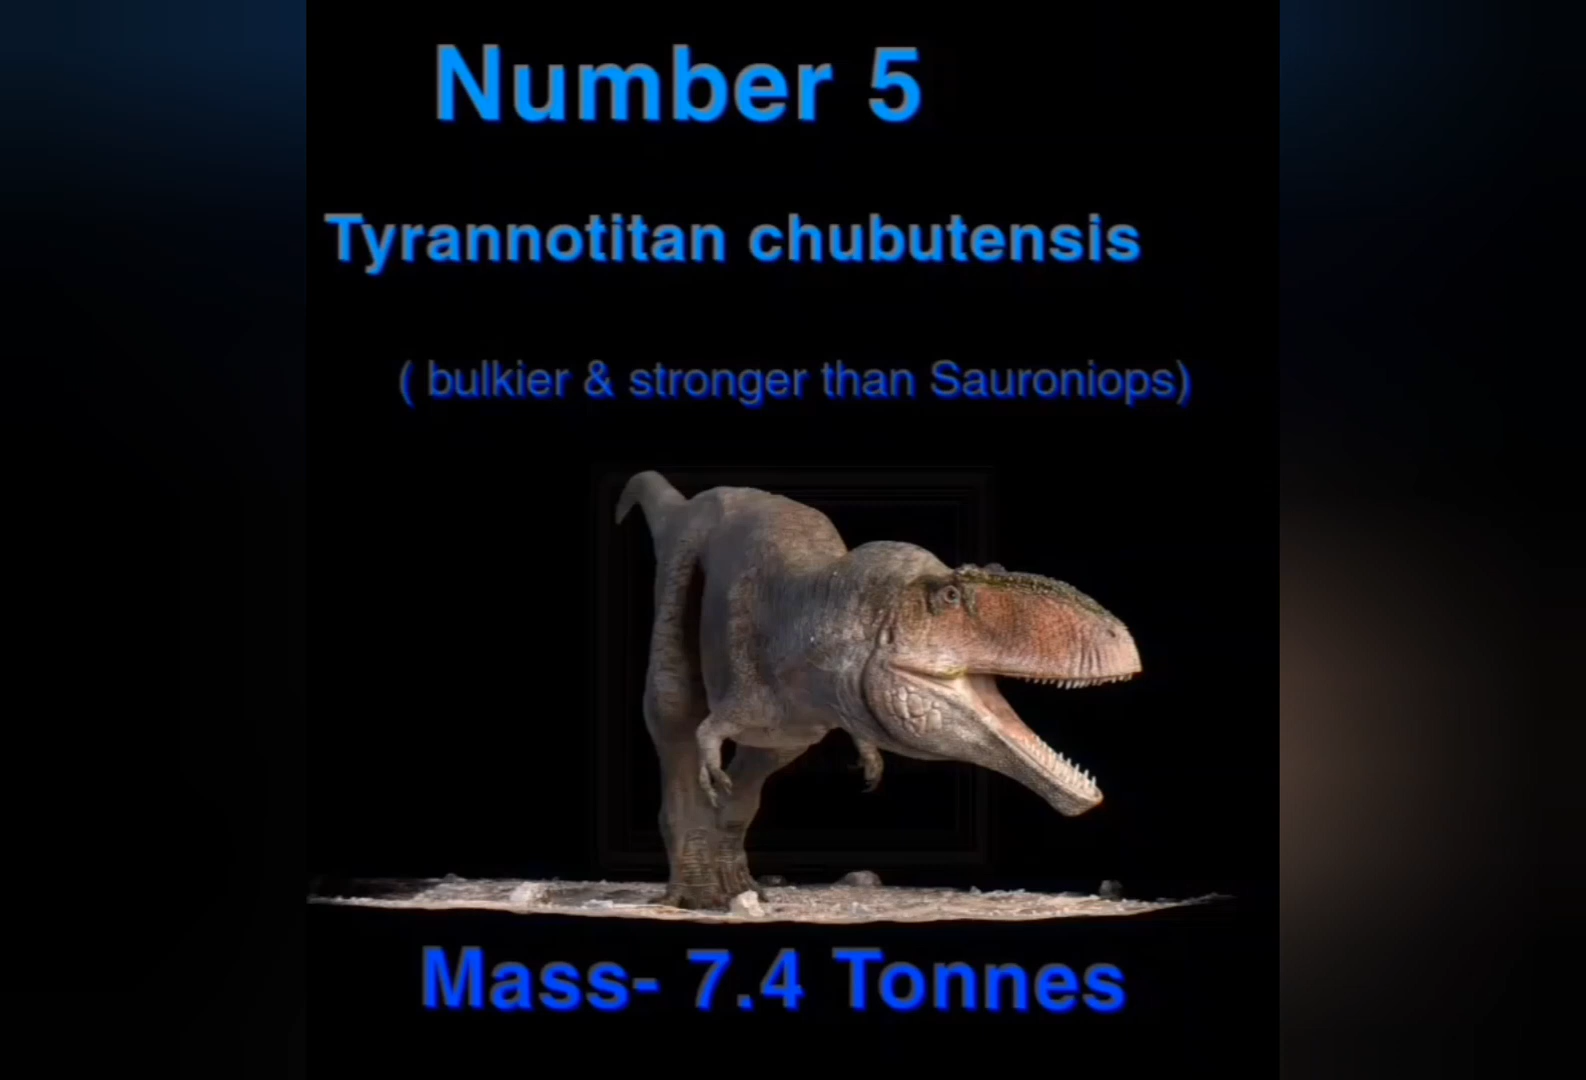 Number 5
Tyrannotitan chubutensis
( bulkier & stronger than Sauroniops)
Mass- 7.4 Tonnes